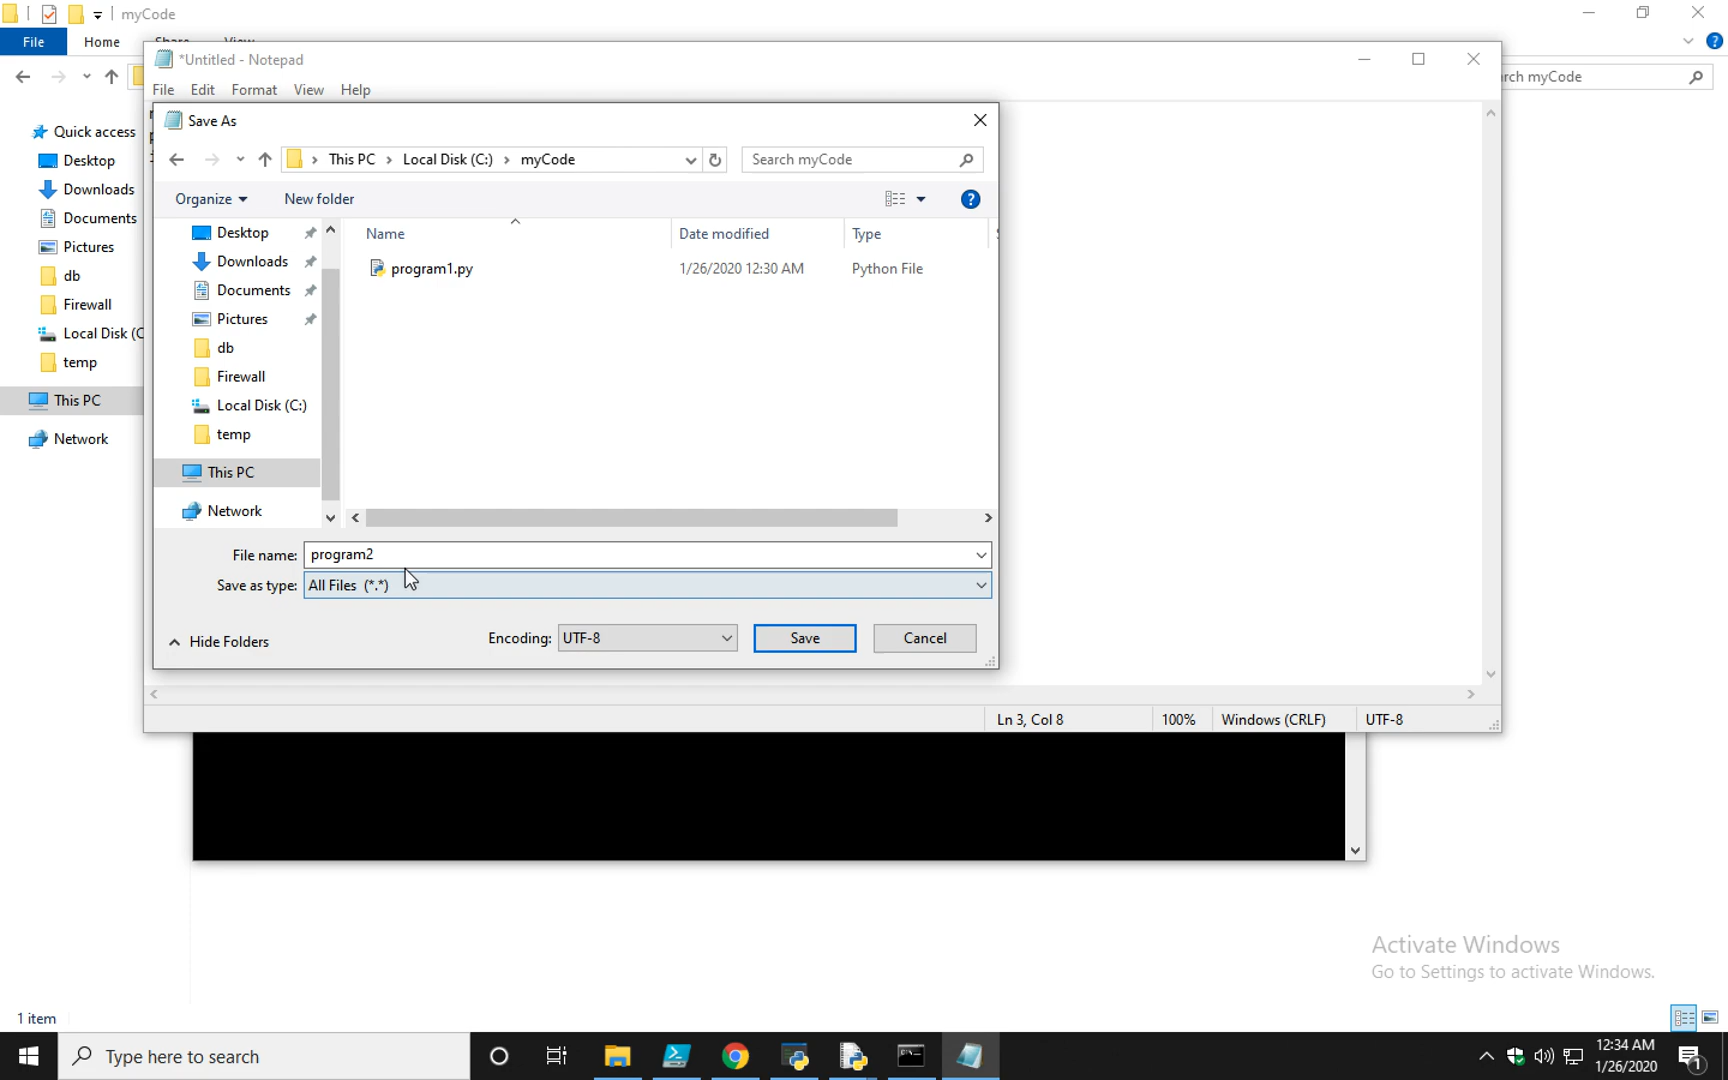 myCode
File
Home
Share
View
*Untitled - Notepad
File Edit Format View Help
rch myCode
Save As
This PC > Local Disk (C:) > myCode
Search myCode
Organize
New folder
Quick access
Desktop
Downloads
Documents
Pictures
db
Firewall
Local Disk (C
temp
This PC
Network
Desktop
Downloads
Documents
Pictures
db
Firewall
Local Disk (C:)
temp
This PC
Network
Name Date modified Type
program1.py 1/26/2020 12:30 AM Python File
File name: program2
Save as type: All Files (*.*)
Hide Folders
Encoding: UTF-8
Save
Cancel
Ln 3, Col 8 100% Windows (CRLF) UTF-8
Activate Windows
Go to Settings to activate Windows.
1 item
Type here to search
12:34 AM
1/26/2020
1